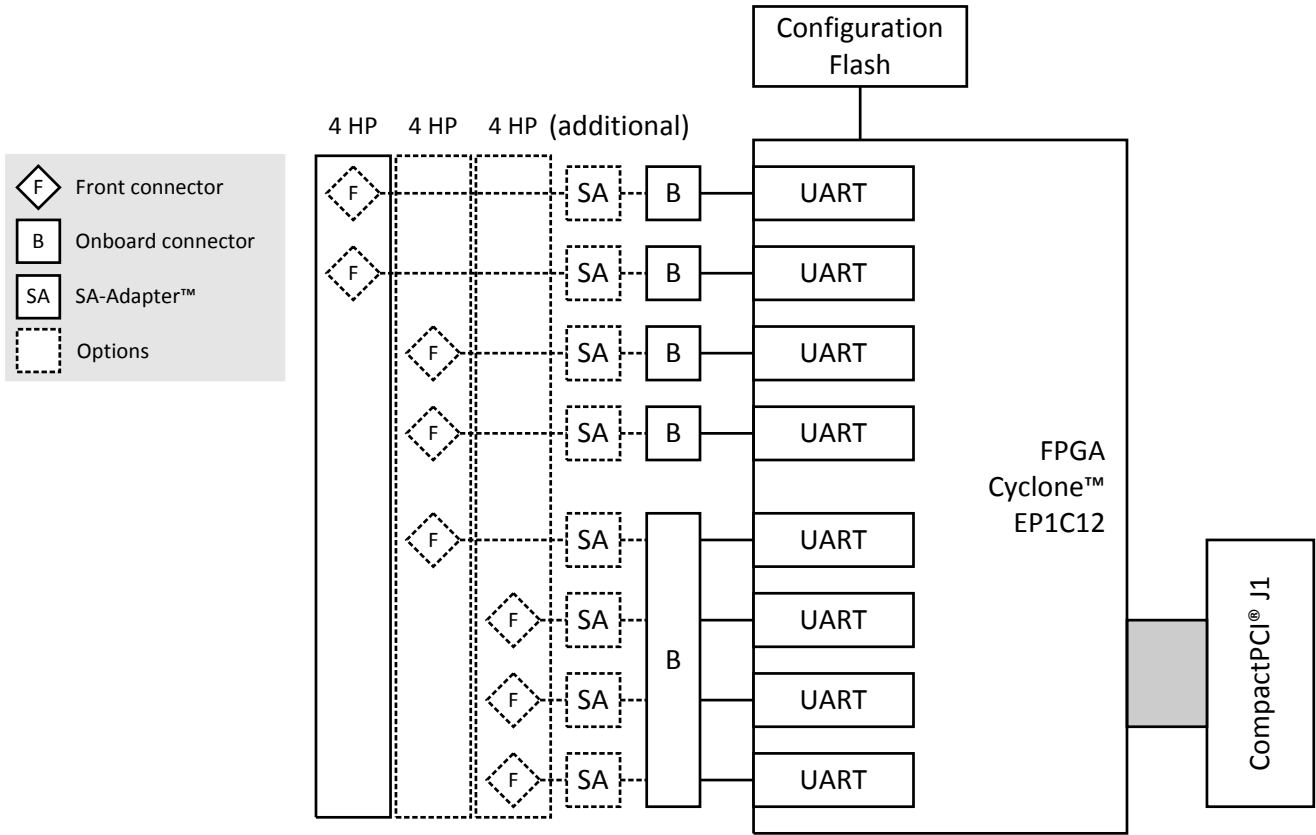 Configuration
Flash
4 HP 4 HP 4 HP (additional)
F Front connector
B Onboard connector
SA SA-Adapter™
Options
F SA B UART
F SA B UART
F SA B UART
F SA B UART
FPGA
Cyclone™
EP1C12
F SA UART
F SA UART
B
F SA UART
F SA UART
CompactPCI® J1